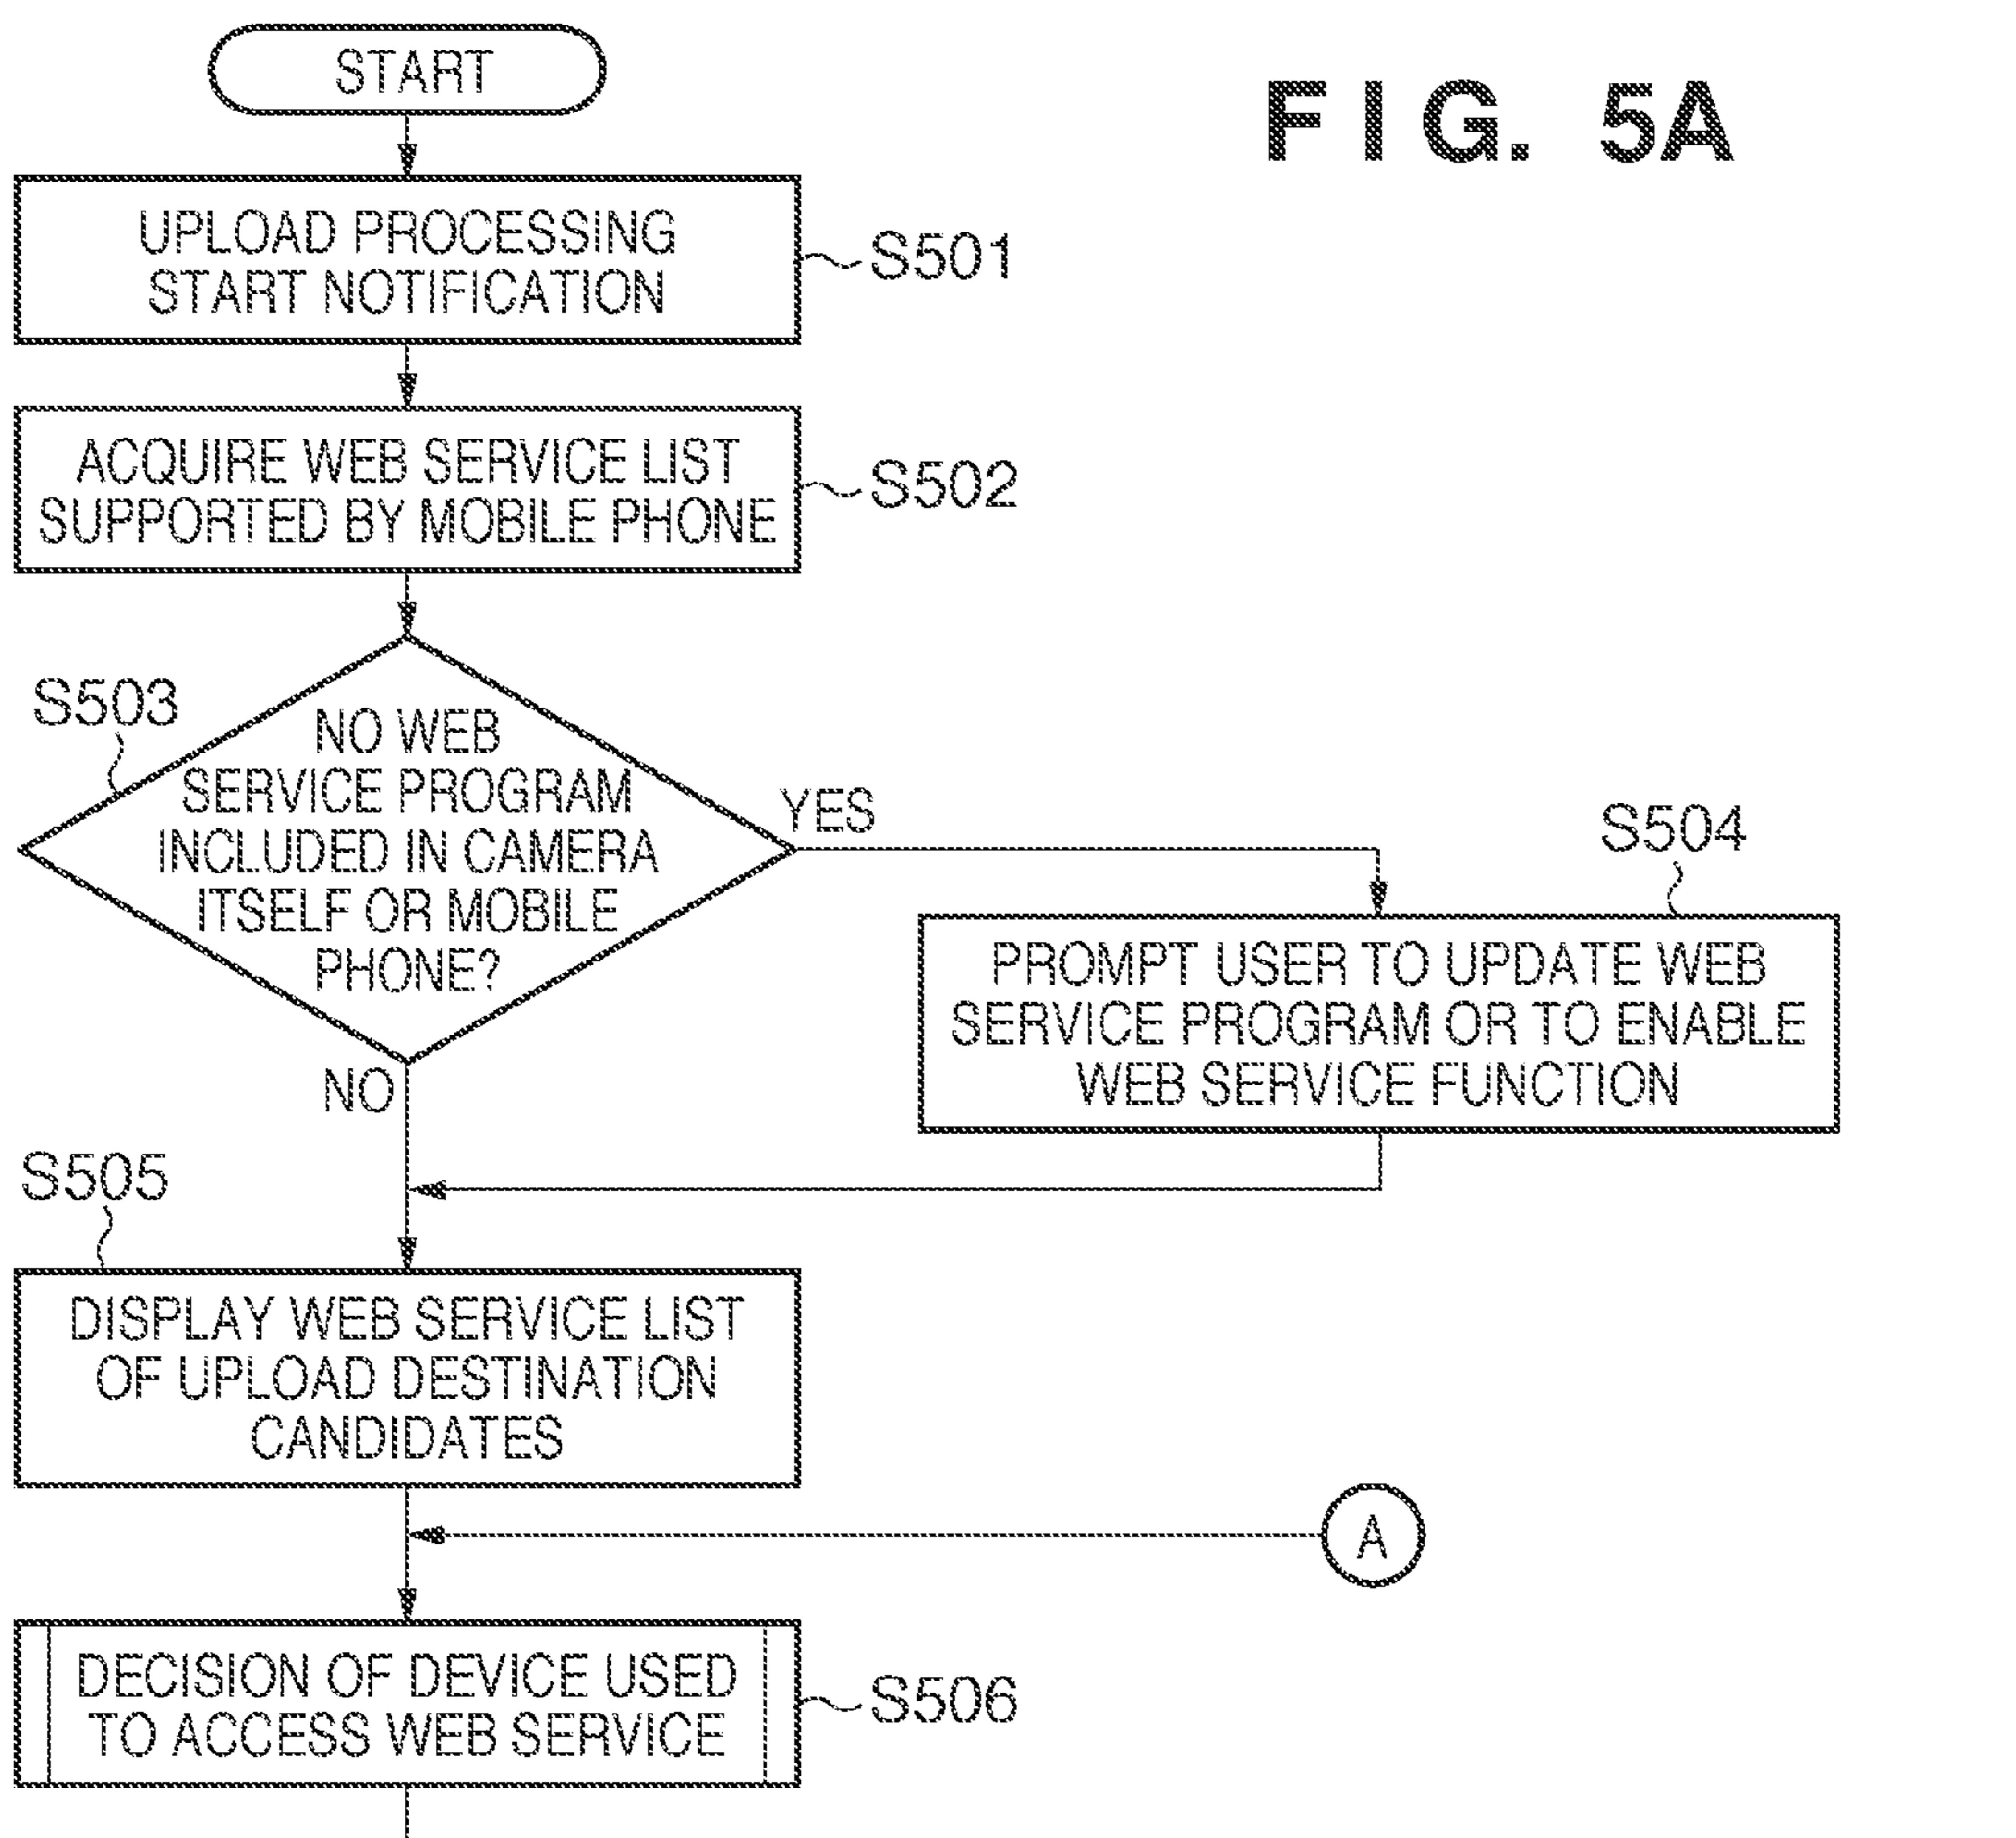 START
FIG. 5A
UPLOAD PROCESSING
START NOTIFICATION
S501
ACQUIRE WEB SERVICE LIST
SUPPORTED BY MOBILE PHONE
S502
S503
NO WEB
SERVICE PROGRAM
INCLUDED IN CAMERA
ITSELF OR MOBILE
PHONE?
YES
NO
S504
PROMPT USER TO UPDATE WEB
SERVICE PROGRAM OR TO ENABLE
WEB SERVICE FUNCTION
S505
DISPLAY WEB SERVICE LIST
OF UPLOAD DESTINATION
CANDIDATES
A
DECISION OF DEVICE USED
TO ACCESS WEB SERVICE
S506